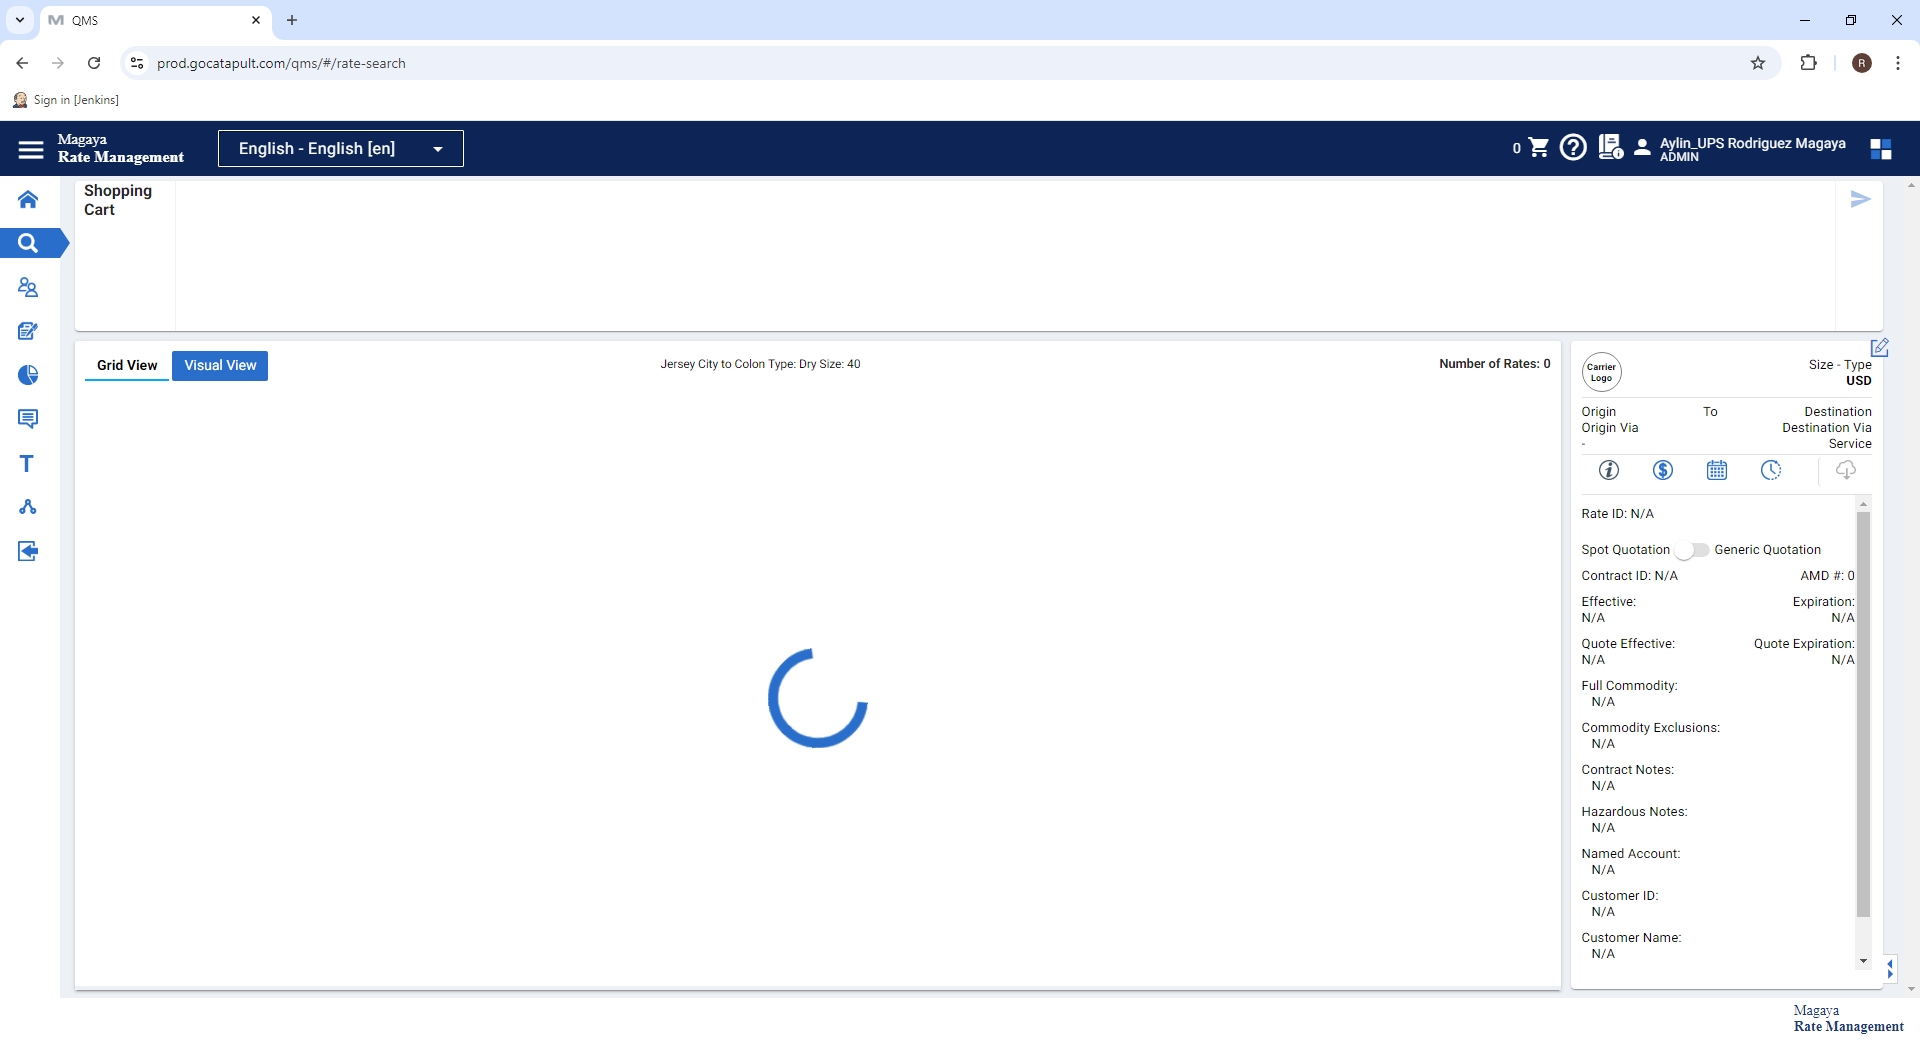 QMS
prod.gocatapult.com/qms/#/rate-search
R
Sign in [Jenkins]
Magaya
Rate Management
English - English [en]
0
Aylin_UPS Rodriguez Magaya
ADMIN
Shopping
Cart
Grid View
Visual View
Jersey City to Colon Type: Dry Size: 40
Number of Rates: 0
Carrier
Logo
Size - Type
USD
Origin To Destination
Origin Via Destination Via
- Service
Rate ID: N/A
Spot Quotation Generic Quotation
Contract ID: N/A AMD #: 0
Effective: Expiration:
N/A N/A
Quote Effective: Quote Expiration:
N/A N/A
Full Commodity:
N/A
Commodity Exclusions:
N/A
Contract Notes:
N/A
Hazardous Notes:
N/A
Named Account:
N/A
Customer ID:
N/A
Customer Name:
N/A
Magaya
Rate Management